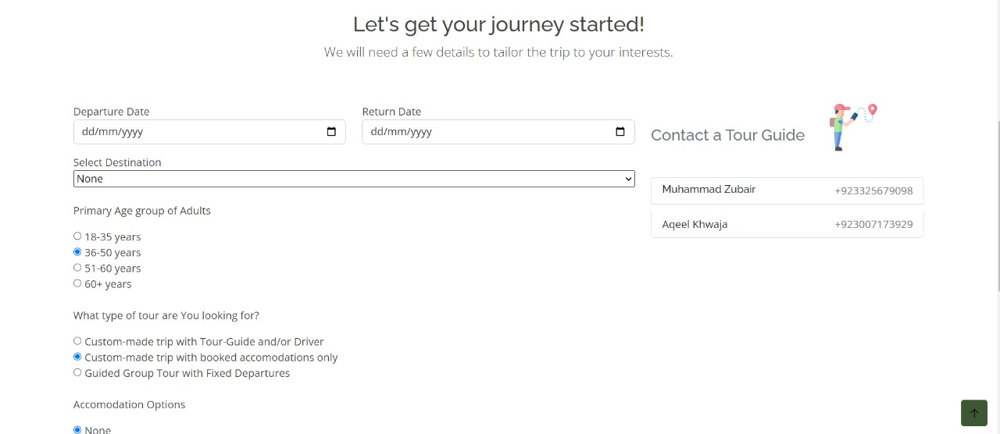 Let's get your journey started!
We will need a few details to tailor the trip to your interests.
Departure Date
dd/mm/yyyy
Return Date
dd/mm/yyyy
Select Destination
None
Primary Age group of Adults
18-35 years
36-50 years
51-60 years
60+ years
What type of tour are You looking for?
Custom-made trip with Tour-Guide and/or Driver
Custom-made trip with booked accomodations only
Guided Group Tour with Fixed Departures
Accomodation Options
None
Contact a Tour Guide
Muhammad Zubair +923325679098
Aqeel Khwaja +923007173929